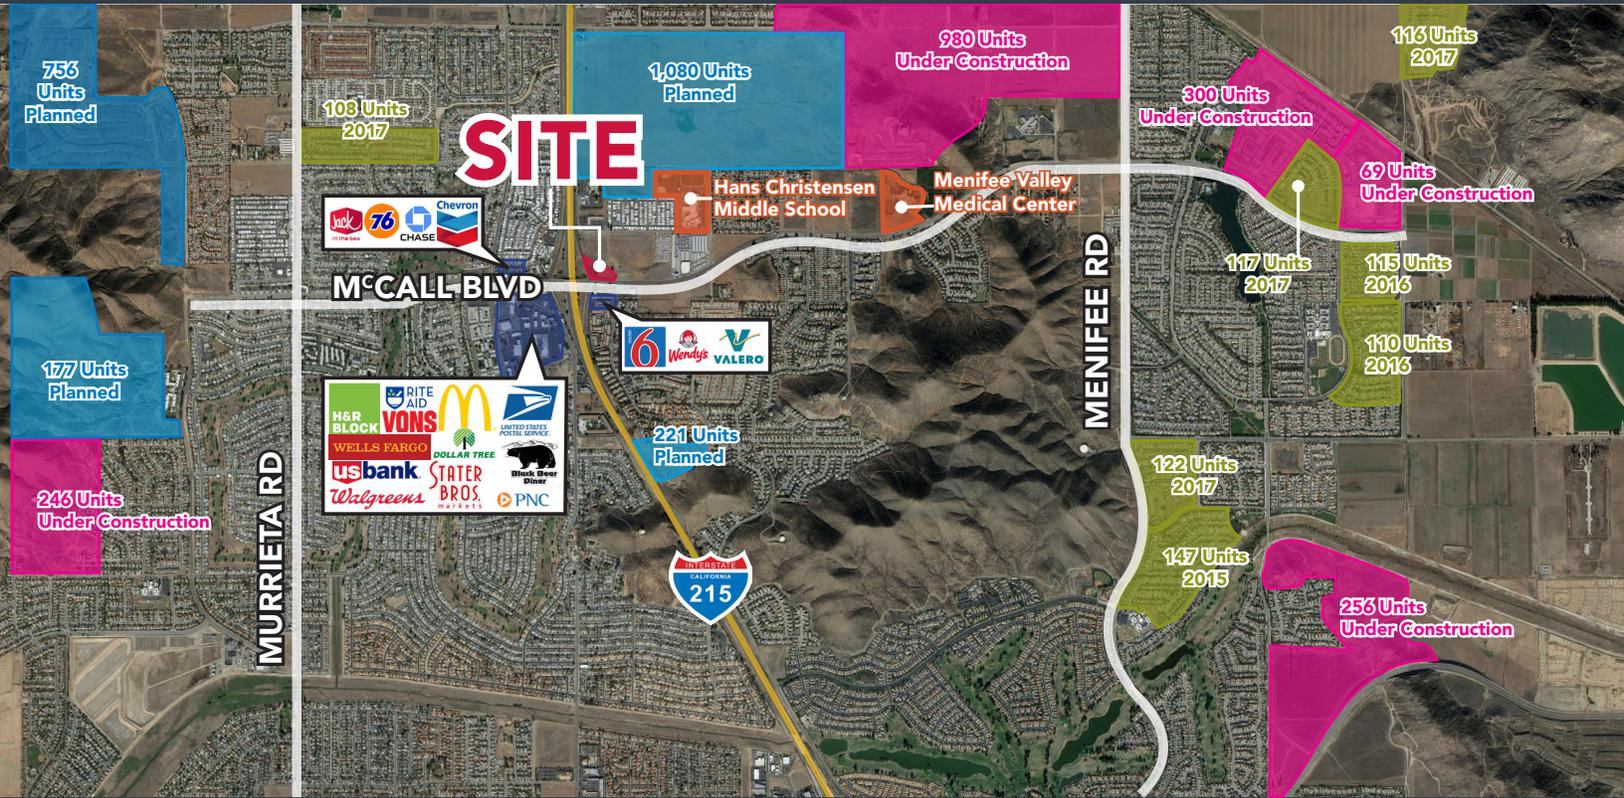 756
Units
Planned
108 Units
2017
SITE
1,080 Units
Planned
980 Units
Under Construction
116 Units
2017
300 Units
Under Construction
69 Units
Under Construction
Hans Christensen
Middle School
Menifee Valley
Medical Center
Jack
in the box
76
CHASE
Chevron
McCALL BLVD
117 Units
2017
115 Units
2016
110 Units
2016
6
Wendy's
VALERO
MENIFEE RD
177 Units
Planned
H&R
BLOCK
RITE
AID
VONS
UNITED STATES
POSTAL SERVICE
WELLS FARGO
DOLLAR TREE
usbank
STATER
BROS.
markets
Black Bear
Diner
Walgreens
PNC
221 Units
Planned
122 Units
2017
246 Units
Under Construction
MURRIETA RD
INTERSTATE
CALIFORNIA
215
147 Units
2015
256 Units
Under Construction